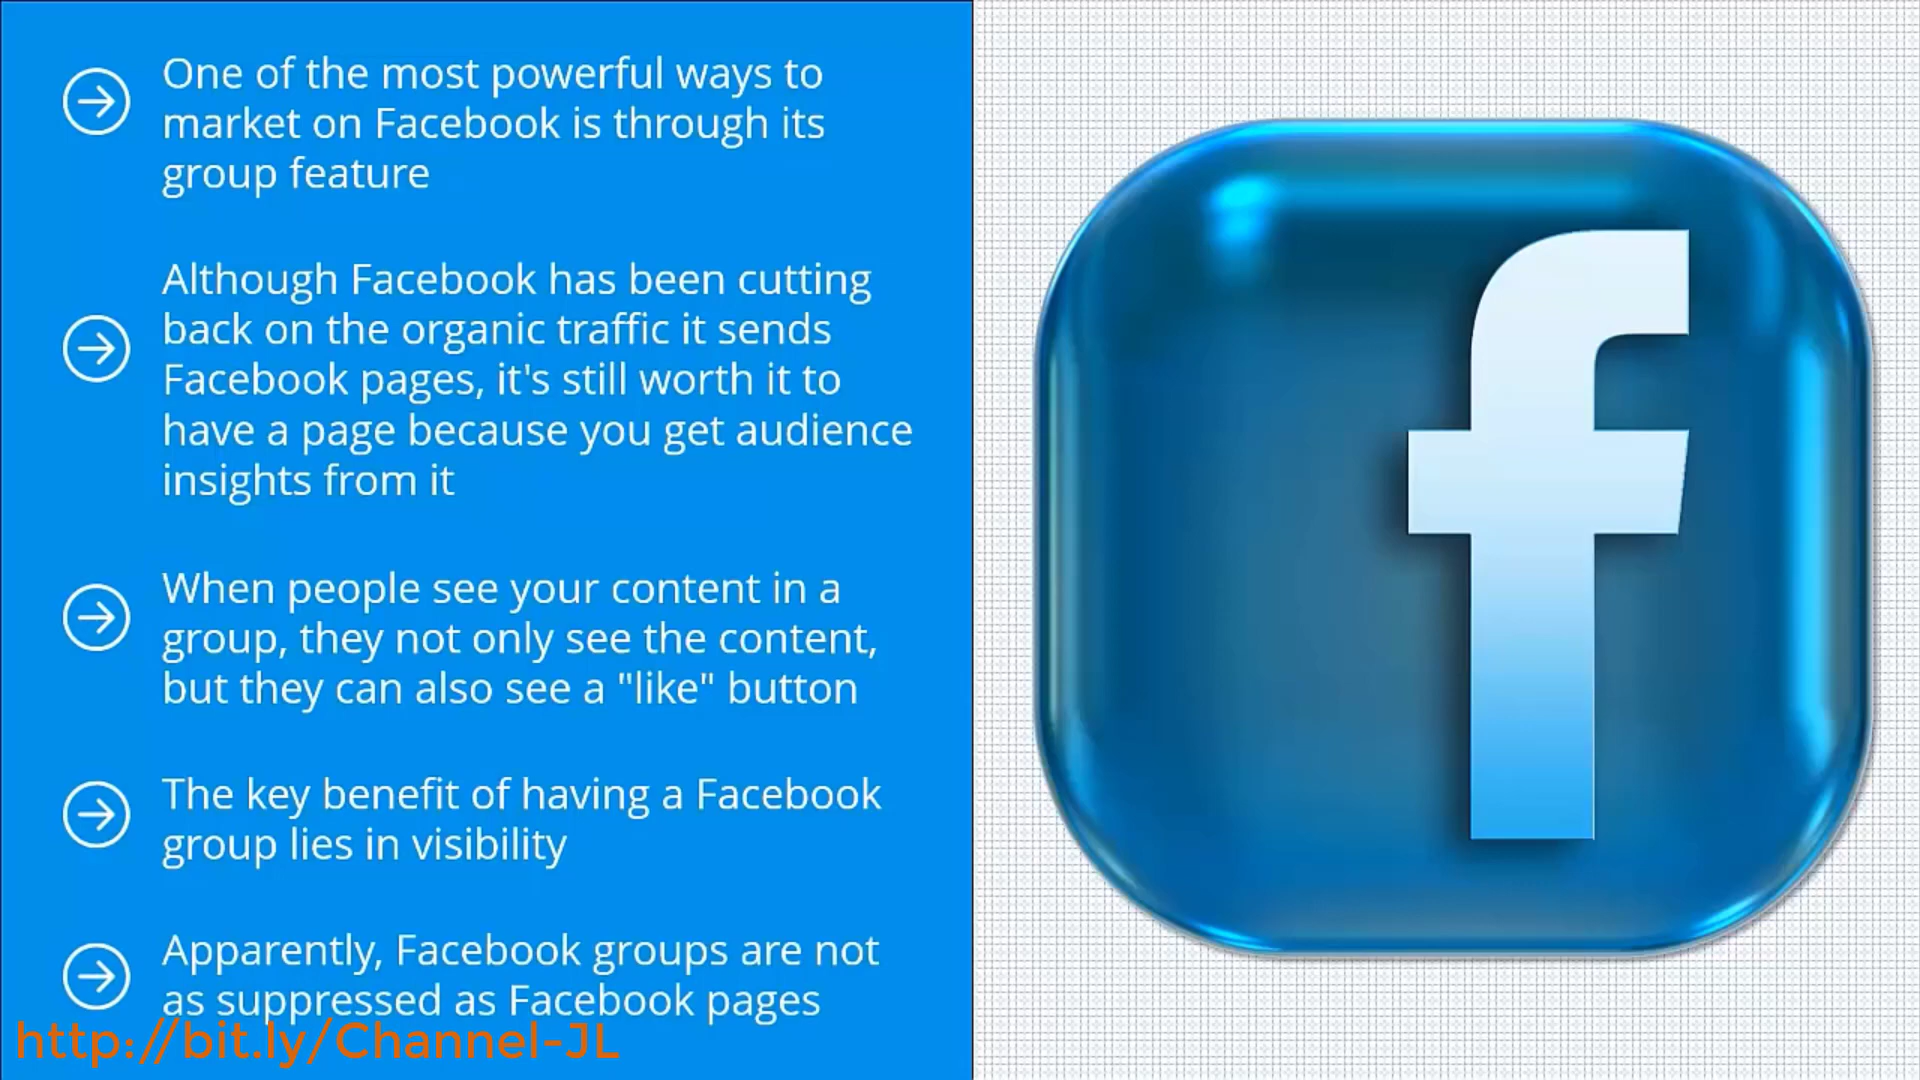 One of the most powerful ways to
market on Facebook is through its
group feature
Although Facebook has been cutting
back on the organic traffic it sends
Facebook pages, it's still worth it to
have a page because you get audience
insights from it
When people see your content in a
group, they not only see the content,
but they can also see a "like" button
The key benefit of having a Facebook
group lies in visibility
Apparently, Facebook groups are not
as suppressed as Facebook pages
http://bit.ly/Channel-JL
f